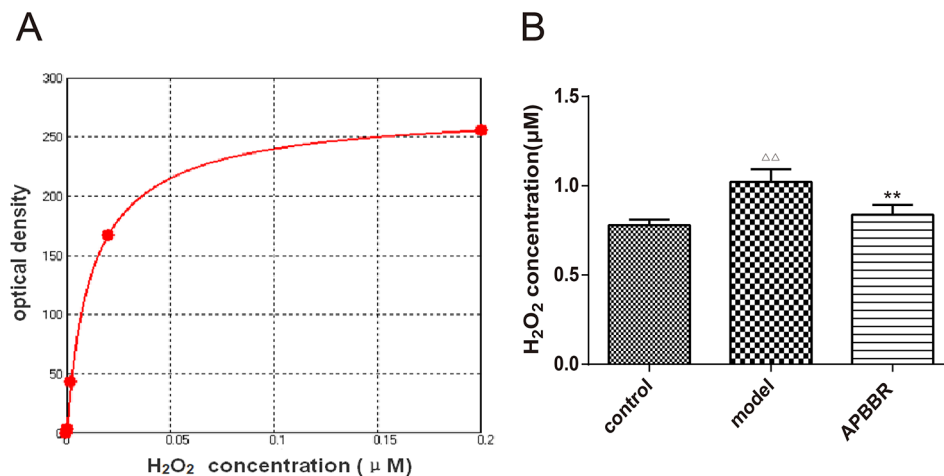 A
300
250
200
150
100
50
0
0
0.05
0.1
0.15
0.2
optical density
H₂O₂ concentration ( μ M)
B
1.5
1.0
0.5
0.0
H₂O₂ concentration(μM)
△△
**
control
model
APBBR